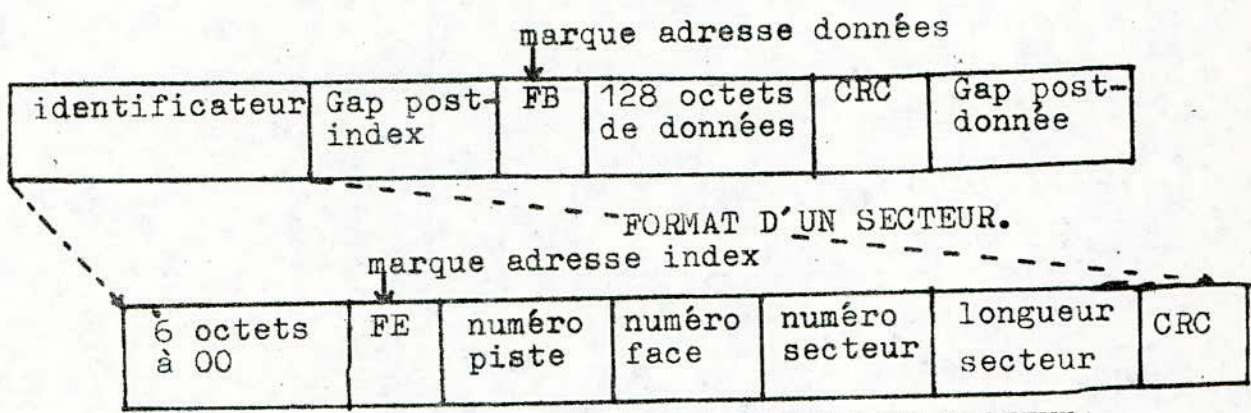 marque adresse données
identificateur
Gap post-
index
FB
128 octets
de données
CRC
Gap post-
donnée
FORMAT D'UN SECTEUR.
marque adresse index
6 octets
à 00
FE
numéro
piste
numéro
face
numéro
secteur
longueur
secteur
CRC